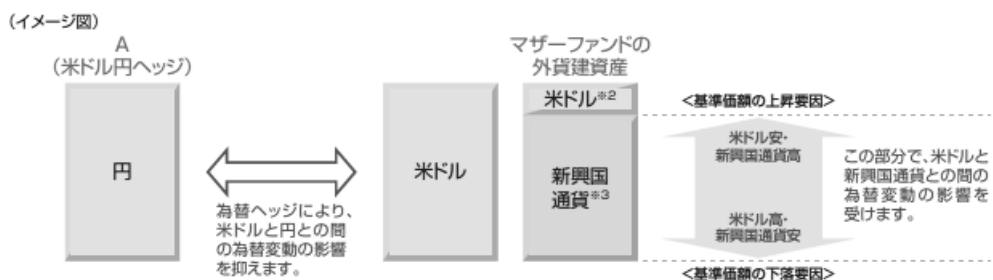 （イメージ図）
A
（米ドル円ヘッジ）
円
為替ヘッジにより、
米ドルと円との間
の為替変動の影響
を抑えます。
米ドル
マザーファンドの
外貨建資産
米ドル※2
新興国
通貨※3
＜基準価額の上昇要因＞
米ドル安・
新興国通貨高
米ドル高・
新興国通貨安
＜基準価額の下落要因＞
この部分で、米ドルと
新興国通貨との間の
為替変動の影響を
受けます。